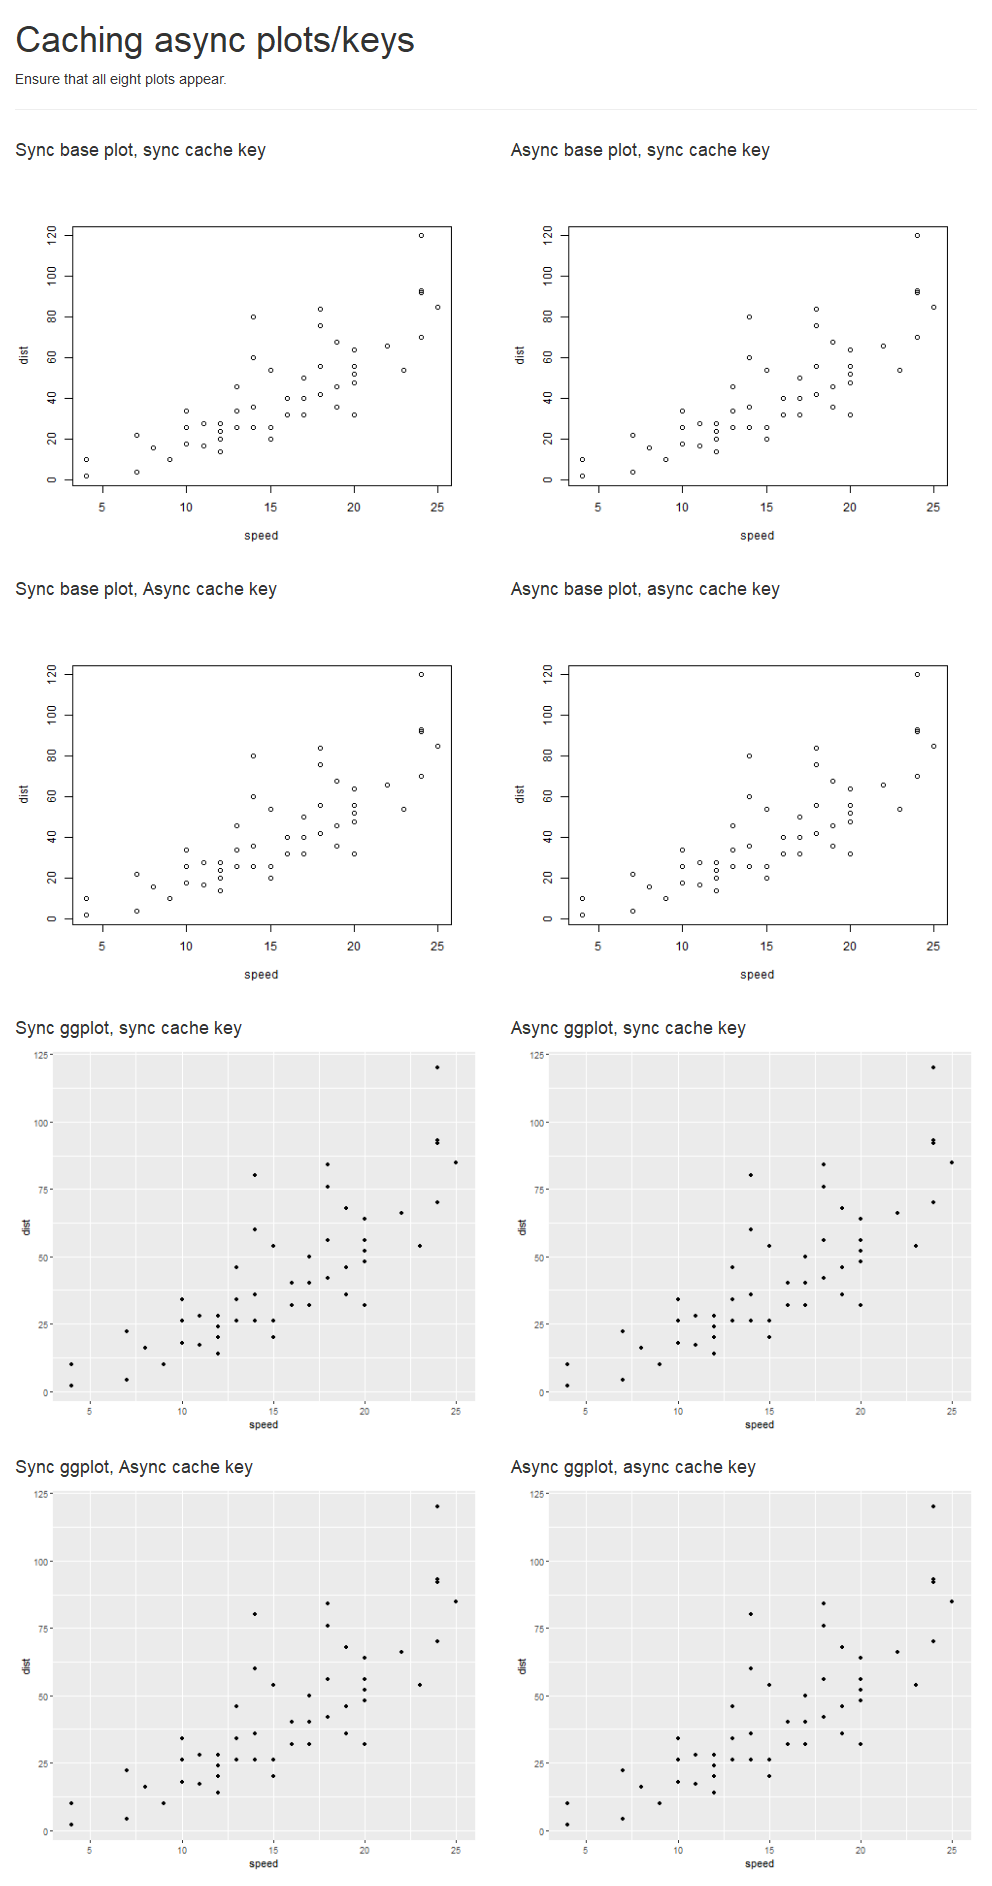 Caching async plots/keys
Ensure that all eight plots appear.
Sync base plot, sync cache key
Async base plot, sync cache key
120
100
80
60
40
20
0
dist
5 10 15 20 25
speed
120
100
80
60
40
20
0
dist
5 10 15 20 25
speed
Sync base plot, Async cache key
Async base plot, async cache key
120
100
80
60
40
20
0
dist
5 10 15 20 25
speed
120
100
80
60
40
20
0
dist
5 10 15 20 25
speed
Sync ggplot, sync cache key
Async ggplot, sync cache key
125
100
75
50
25
0
dist
5 10 15 20 25
speed
125
100
75
50
25
0
dist
5 10 15 20 25
speed
Sync ggplot, Async cache key
Async ggplot, async cache key
125
100
75
50
25
0
dist
5 10 15 20 25
speed
125
100
75
50
25
0
dist
5 10 15 20 25
speed